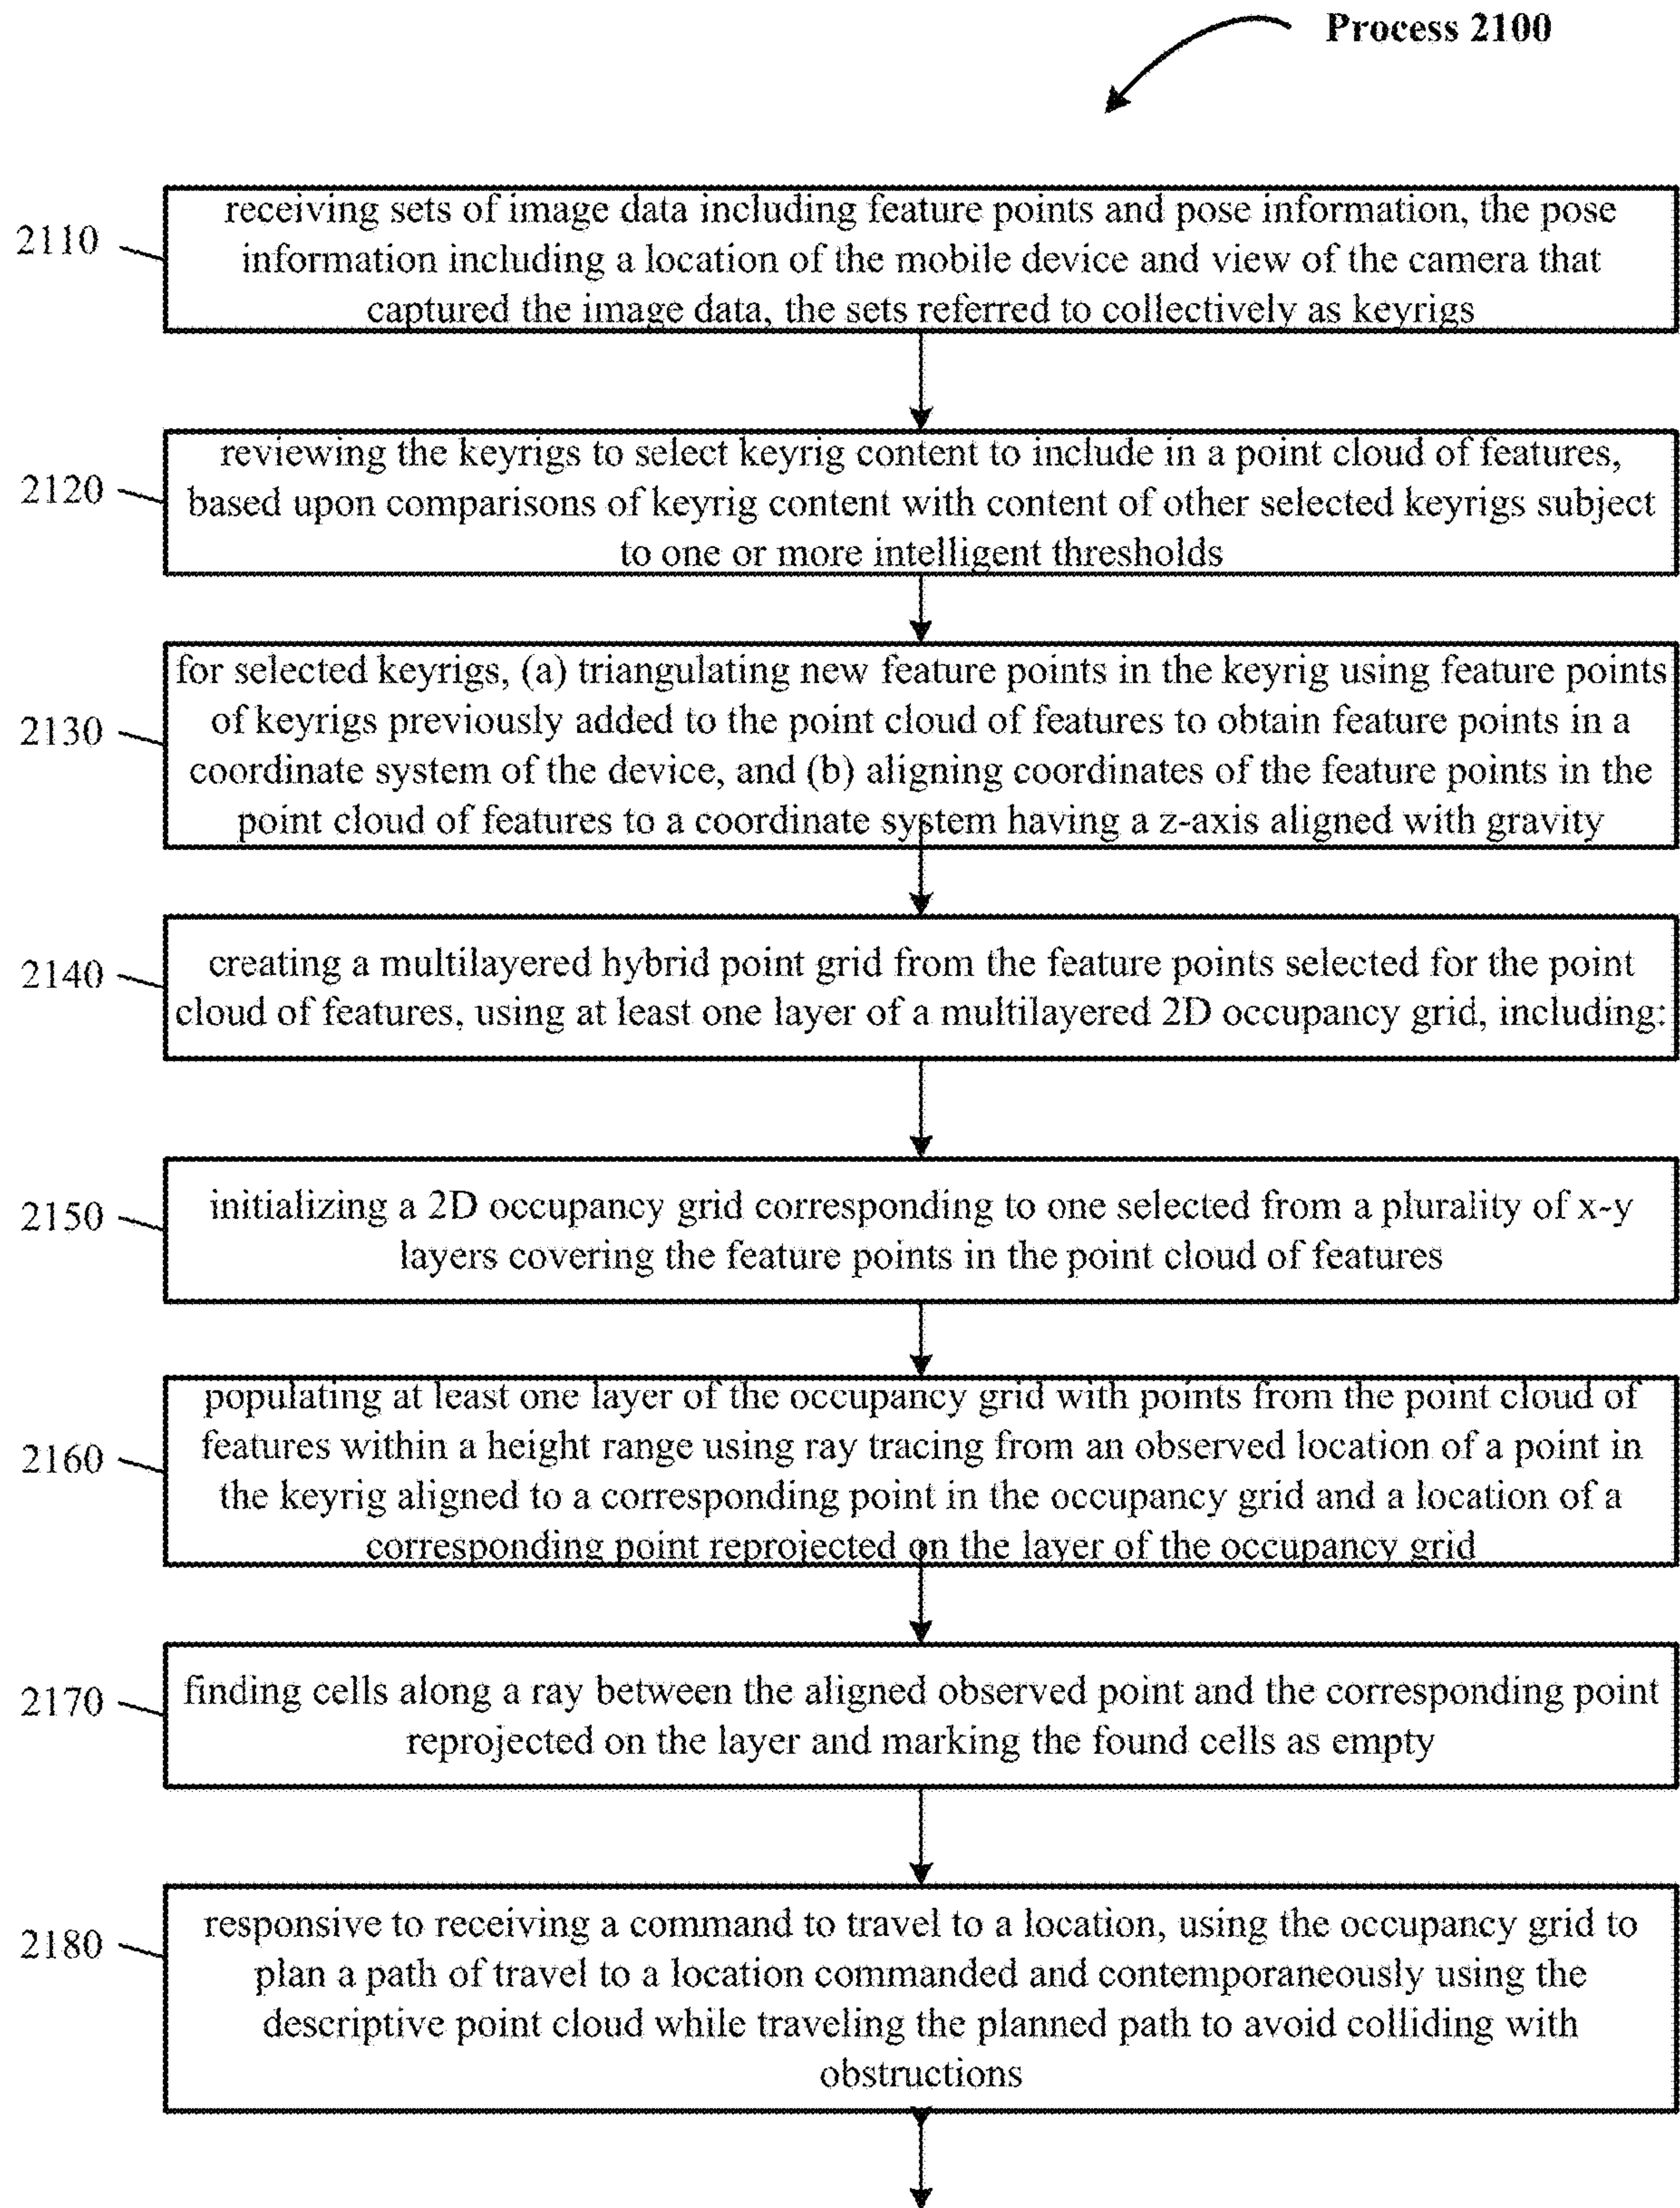 Process 2100
2110
receiving sets of image data including feature points and pose information, the pose
information including a location of the mobile device and view of the camera that
captured the image data, the sets referred to collectively as keyrigs
2120
reviewing the keyrigs to select keyrig content to include in a point cloud of features,
based upon comparisons of keyrig content with content of other selected keyrigs subject
to one or more intelligent thresholds
2130
for selected keyrigs, (a) triangulating new feature points in the keyrig using feature points
of keyrigs previously added to the point cloud of features to obtain feature points in a
coordinate system of the device, and (b) aligning coordinates of the feature points in the
point cloud of features to a coordinate system having a z-axis aligned with gravity
2140
creating a multilayered hybrid point grid from the feature points selected for the point
cloud of features, using at least one layer of a multilayered 2D occupancy grid, including:
2150
initializing a 2D occupancy grid corresponding to one selected from a plurality of x-y
layers covering the feature points in the point cloud of features
2160
populating at least one layer of the occupancy grid with points from the point cloud of
features within a height range using ray tracing from an observed location of a point in
the keyrig aligned to a corresponding point in the occupancy grid and a location of a
corresponding point reprojected on the layer of the occupancy grid
2170
finding cells along a ray between the aligned observed point and the corresponding point
reprojected on the layer and marking the found cells as empty
2180
responsive to receiving a command to travel to a location, using the occupancy grid to
plan a path of travel to a location commanded and contemporaneously using the
descriptive point cloud while traveling the planned path to avoid colliding with
obstructions